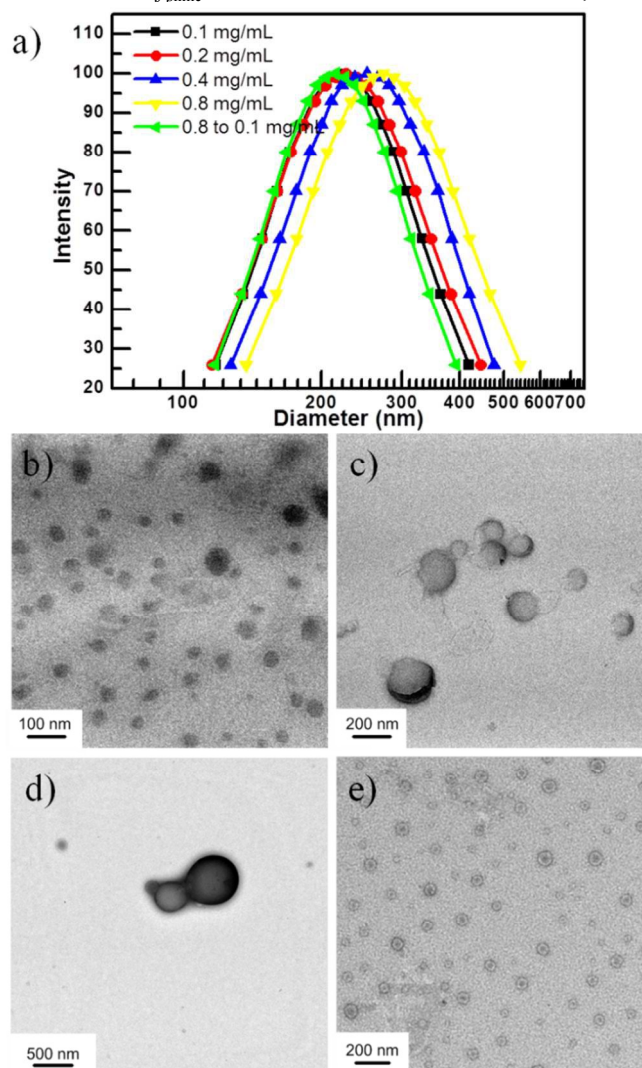 a)
0.1 mg/mL
0.2 mg/mL
0.4 mg/mL
0.8 mg/mL
0.8 to 0.1 mg/mL
Intensity
110
100
90
80
70
60
50
40
30
20
100 200 300 400 500 600 700
Diameter (nm)
b)
100 nm
c)
200 nm
d)
500 nm
e)
200 nm